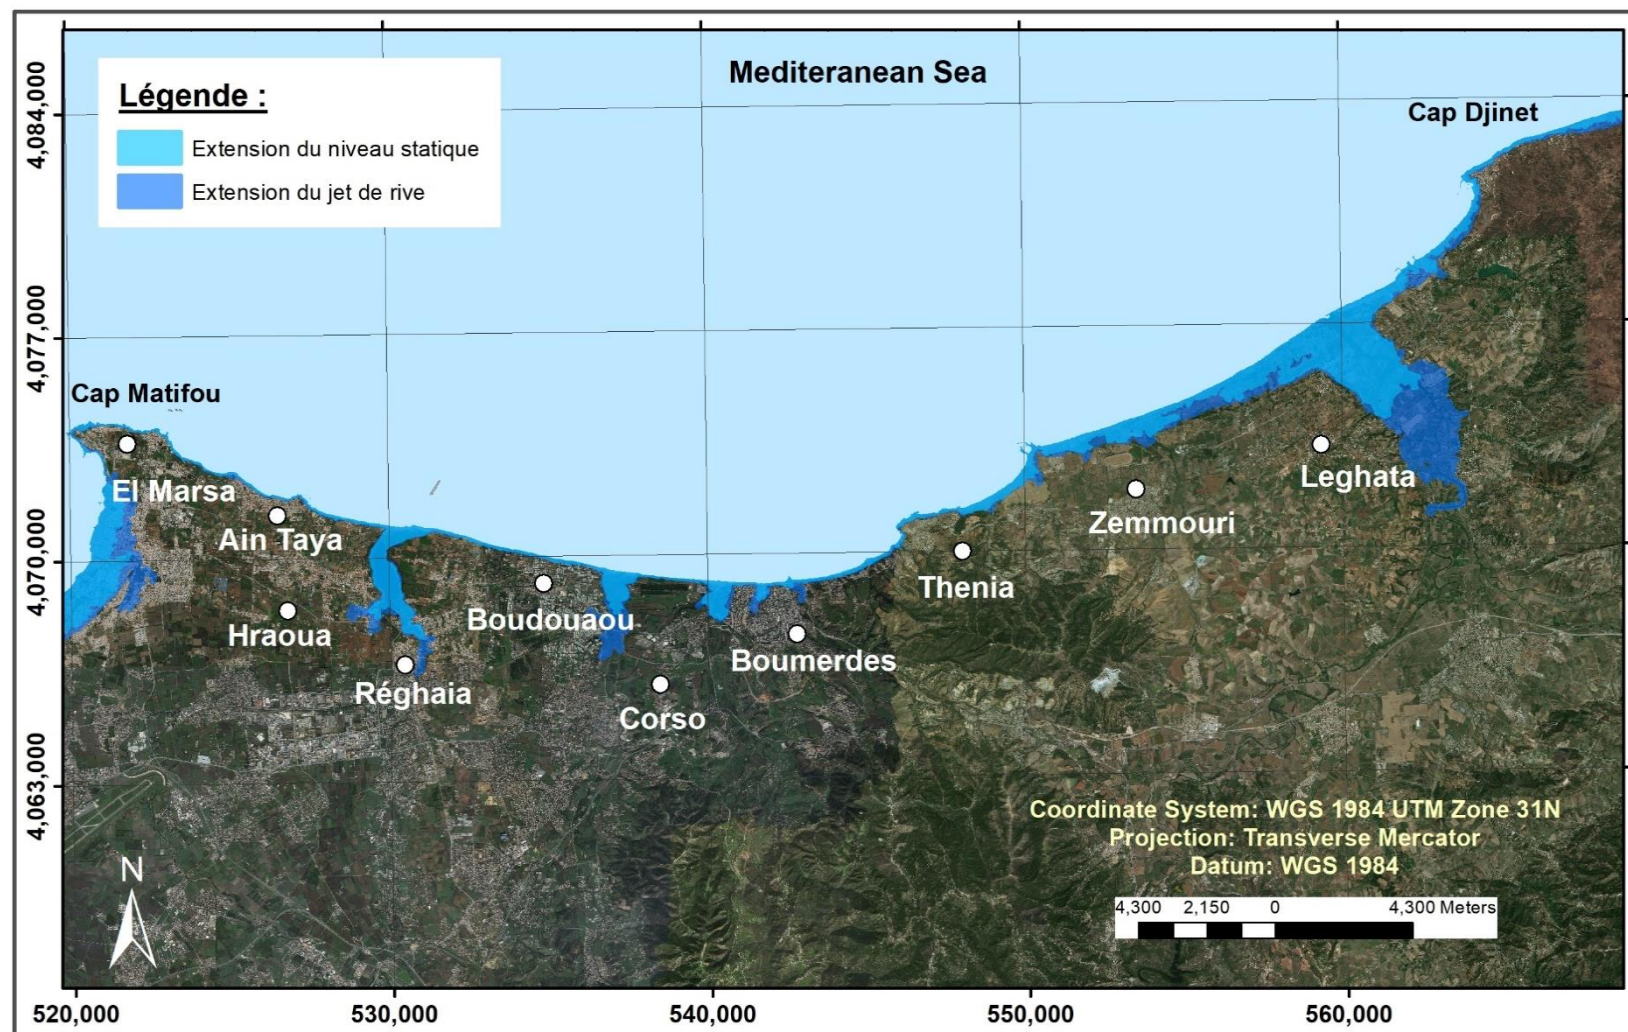 Mediteranean Sea
Légende :
Extension du niveau statique
Extension du jet de rive
Cap Djinet
Cap Matifou
El Marsa
Ain Taya
Hraoua
Réghaia
Boudouaou
Corso
Boumerdes
Thenia
Zemmouri
Leghata
4,084,000
4,077,000
4,070,000
4,063,000
Coordinate System: WGS 1984 UTM Zone 31N
Projection: Transverse Mercator
Datum: WGS 1984
N
4,300 2,150 0 4,300 Meters
520,000 530,000 540,000 550,000 560,000